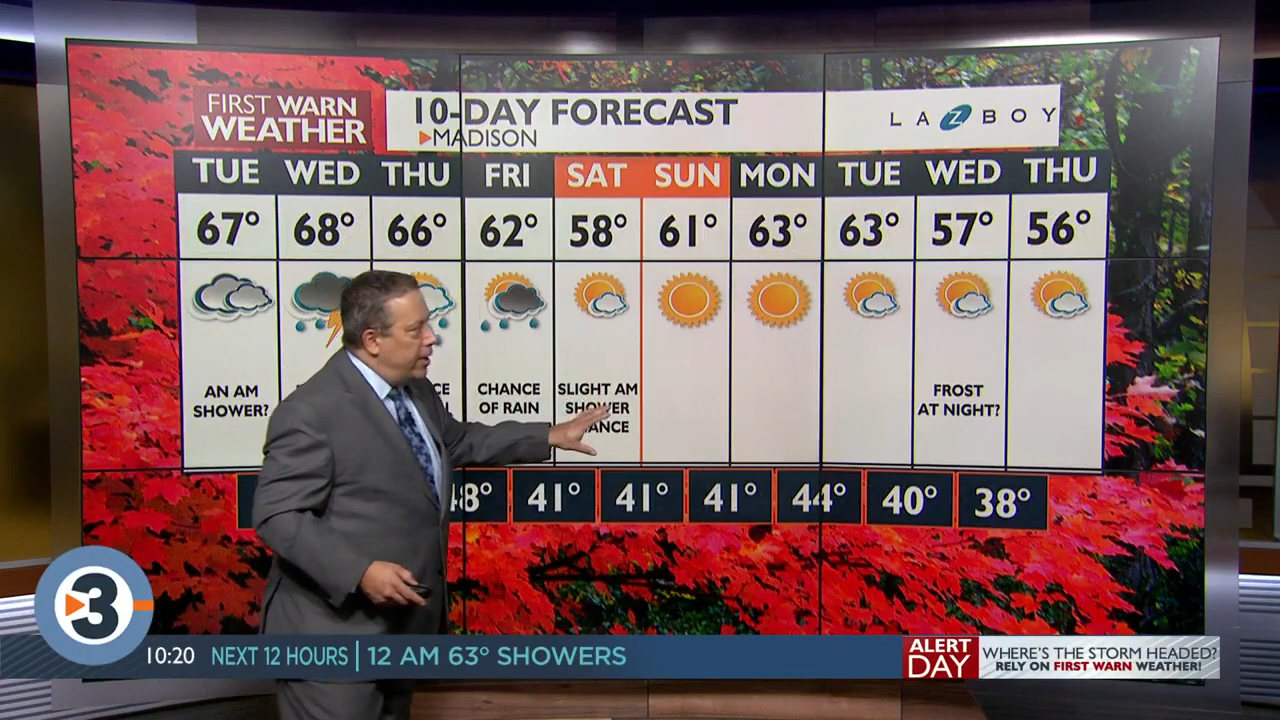 FIRST WARN
WEATHER
10-DAY FORECAST
MADISON
LA Z BOY
TUE WED THU FRI SAT SUN MON TUE WED THU
67° 68° 66° 62° 58° 61° 63° 63° 57° 56°
AN AM
SHOWER?
CHANCE
OF RAIN
SLIGHT AM
SHOWER
FROST
AT NIGHT?
41° 41° 41° 44° 40° 38°
3
10:20 NEXT 12 HOURS | 12 AM 63° SHOWERS
ALERT
DAY
WHERE'S THE STORM HEADED?
RELY ON FIRST WARN WEATHER!